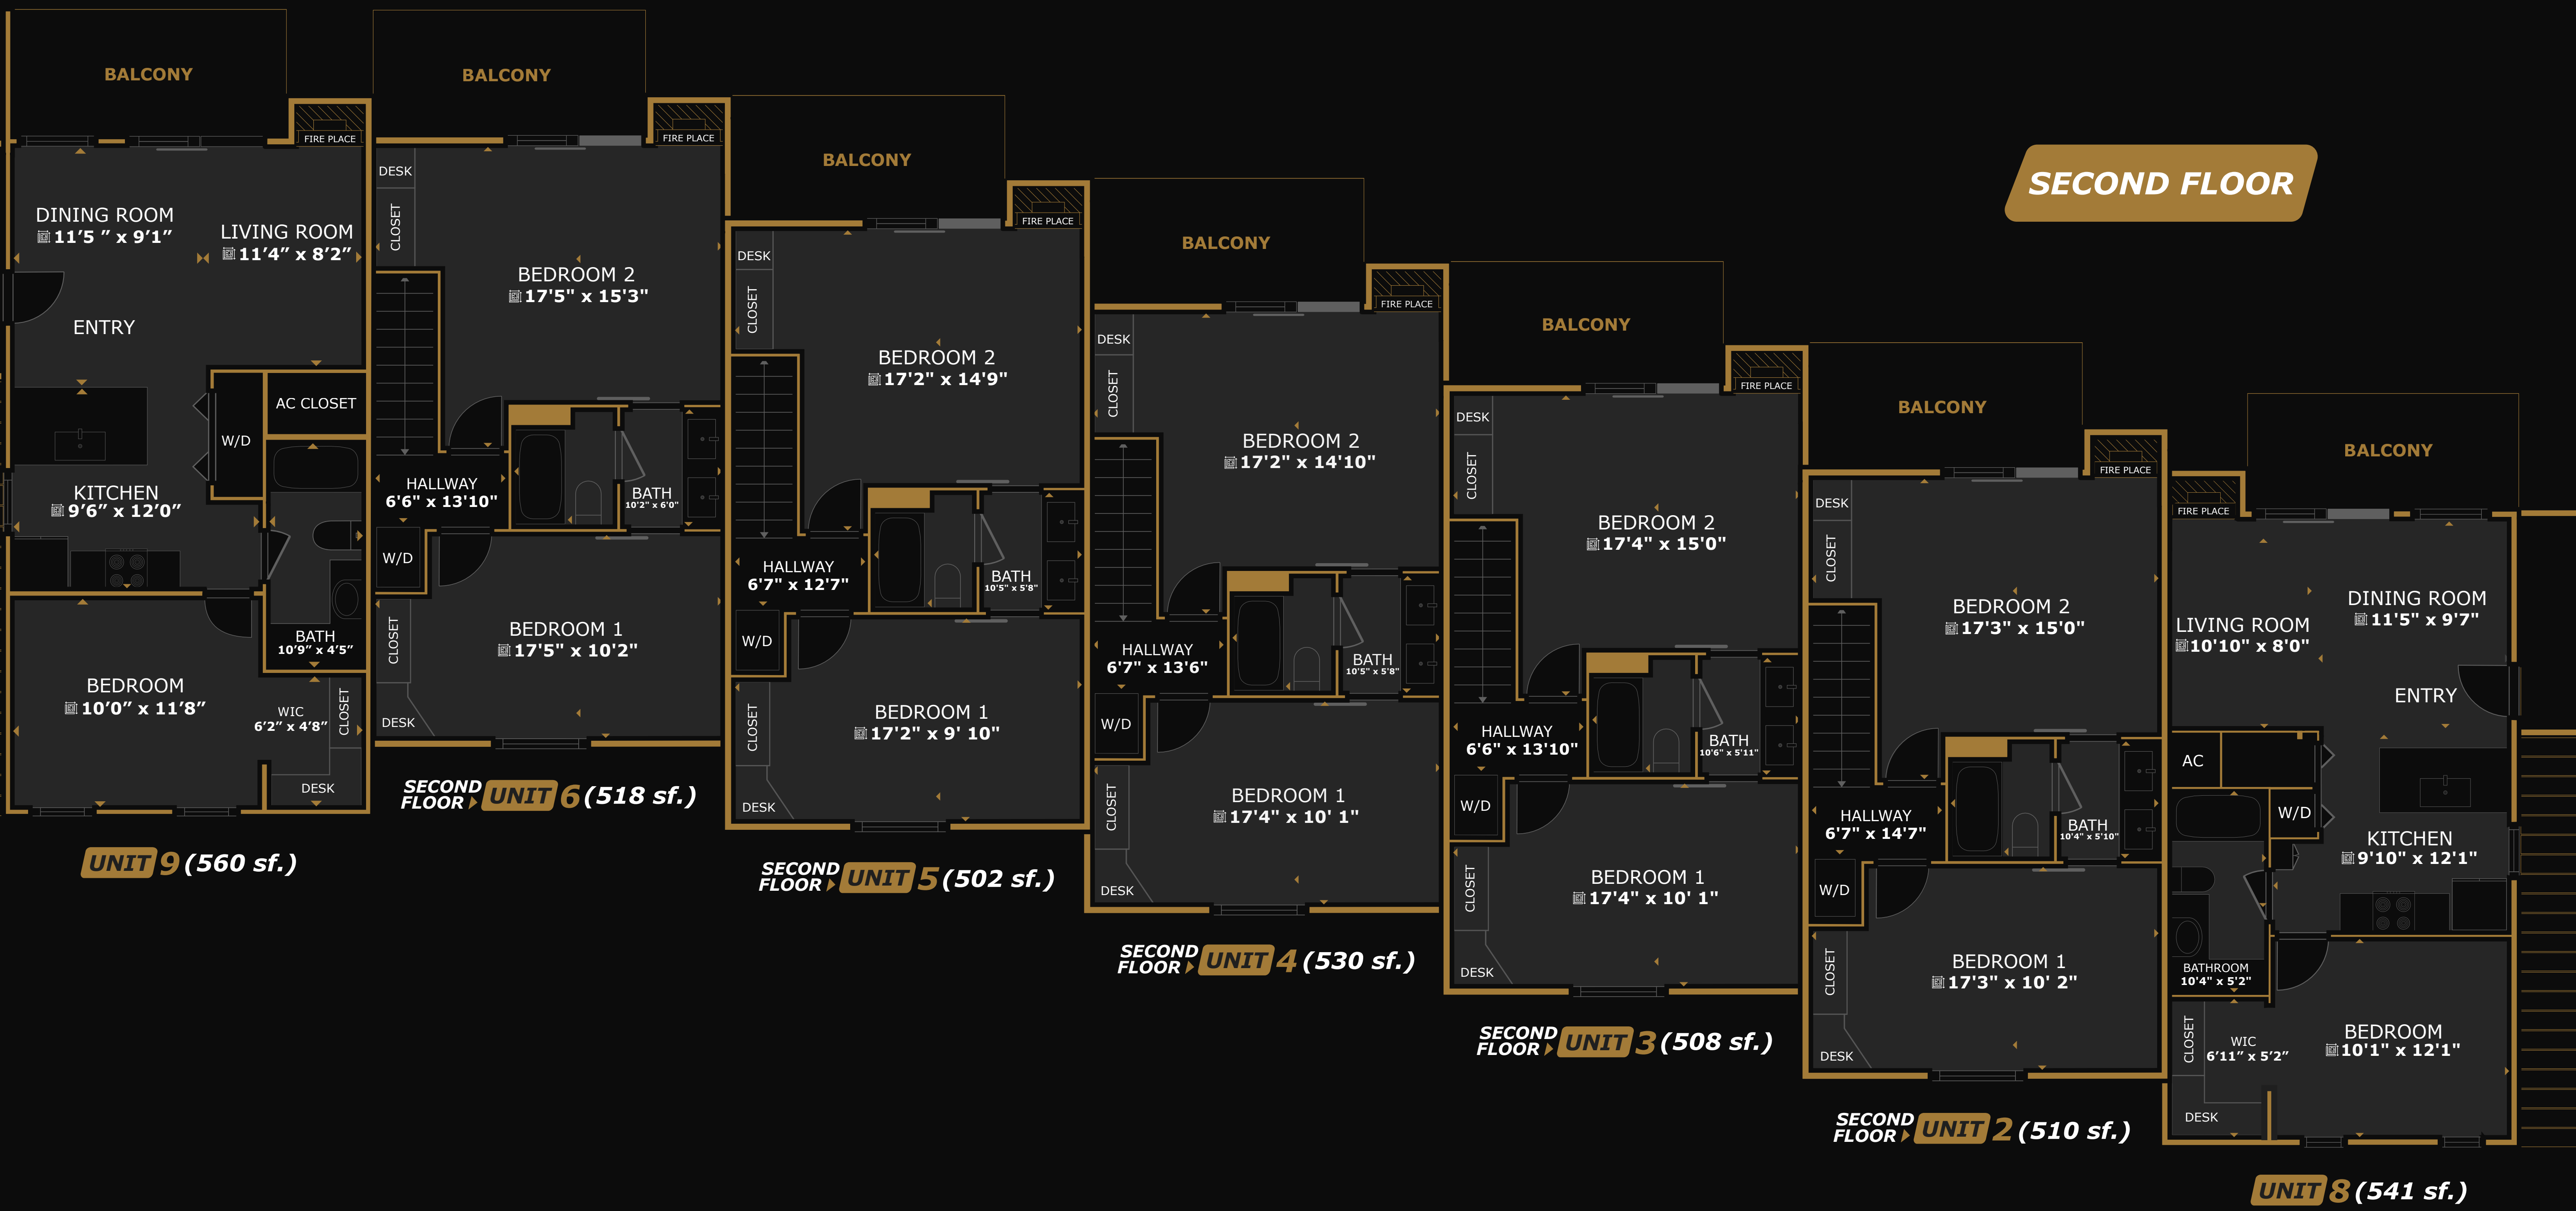 SECOND FLOOR
BALCONY
FIRE PLACE
DINING ROOM
11’5 ” x 9’1”
LIVING ROOM
11’4” x 8’2”
ENTRY
AC CLOSET
W/D
KITCHEN
9’6” x 12’0”
BATH
10’9” x 4’5”
BEDROOM
10’0” x 11’8”
WIC
6’2” x 4’8”
CLOSET
DESK
UNIT 9 (560 sf.)
BALCONY
FIRE PLACE
DESK
CLOSET
BEDROOM 2
17'5" x 15'3"
HALLWAY
6'6" x 13'10"
BATH
10'2" x 6'0"
W/D
CLOSET
BEDROOM 1
17'5" x 10'2"
DESK
SECOND
FLOOR UNIT 6 (518 sf.)
BALCONY
FIRE PLACE
DESK
CLOSET
BEDROOM 2
17'2" x 14'9"
HALLWAY
6'7" x 12'7"
BATH
10'5" x 5'8"
W/D
CLOSET
BEDROOM 1
17'2" x 9' 10"
DESK
SECOND
FLOOR UNIT 5 (502 sf.)
BALCONY
FIRE PLACE
DESK
CLOSET
BEDROOM 2
17'2" x 14'10"
HALLWAY
6'7" x 13'6"
BATH
10'5" x 5'8"
W/D
CLOSET
BEDROOM 1
17'4" x 10' 1"
DESK
SECOND
FLOOR UNIT 4 (530 sf.)
BALCONY
FIRE PLACE
DESK
CLOSET
BEDROOM 2
17'4" x 15'0"
HALLWAY
6'6" x 13'10"
BATH
10'6" x 5'11"
W/D
CLOSET
BEDROOM 1
17'4" x 10' 1"
DESK
SECOND
FLOOR UNIT 3 (508 sf.)
BALCONY
FIRE PLACE
DESK
CLOSET
BEDROOM 2
17'3" x 15'0"
HALLWAY
6'7" x 14'7"
BATH
10'4" x 5'10"
W/D
CLOSET
BEDROOM 1
17'3" x 10' 2"
DESK
SECOND
FLOOR UNIT 2 (510 sf.)
BALCONY
FIRE PLACE
DINING ROOM
11'5" x 9'7"
LIVING ROOM
10'10" x 8'0"
ENTRY
AC
W/D
KITCHEN
9'10" x 12'1"
BATHROOM
10'4" x 5'2"
CLOSET
WIC
6’11” x 5’2”
BEDROOM
10'1" x 12'1"
DESK
UNIT 8 (541 sf.)